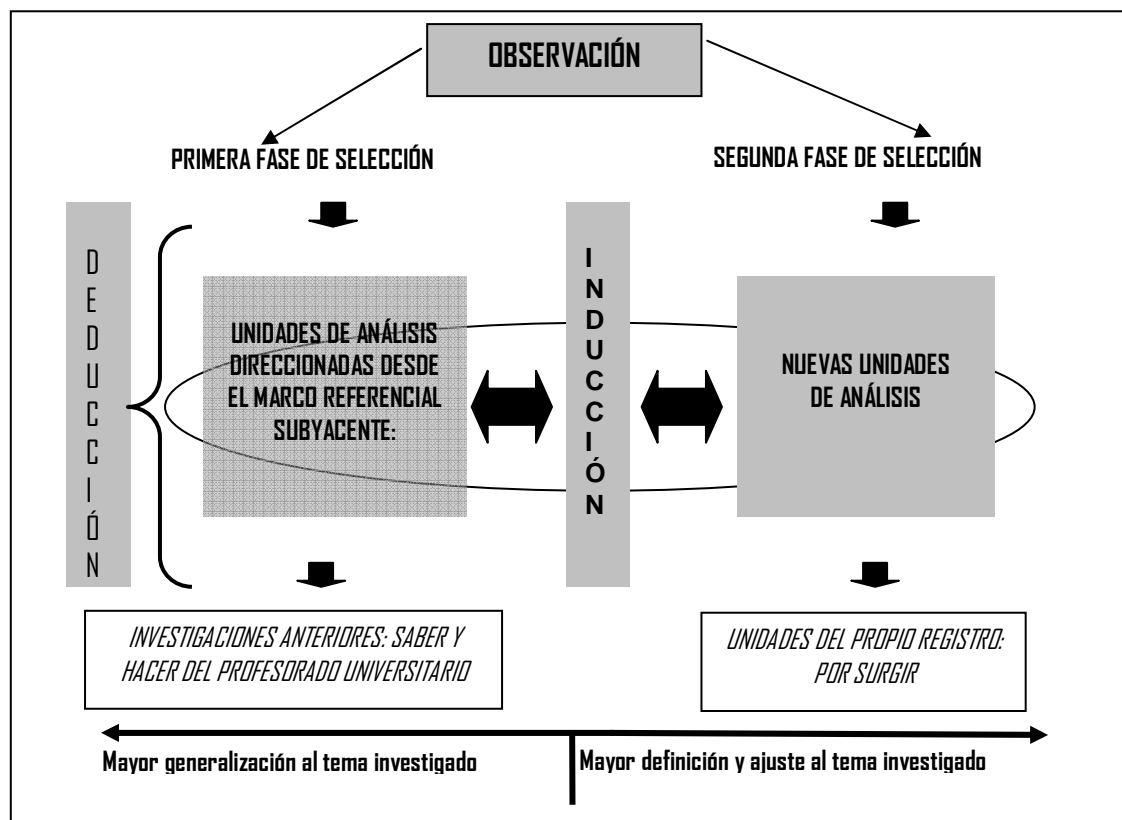 OBSERVACIÓN
PRIMERA FASE DE SELECCIÓN
SEGUNDA FASE DE SELECCIÓN
DEDUCCIÓN
UNIDADES DE ANÁLISIS
DIRECCIONADAS DESDE
EL MARCO REFERENCIAL
SUBYACENTE:
INDUCCIÓN
NUEVAS UNIDADES
DE ANÁLISIS
INVESTIGACIONES ANTERIORES: SABER Y
HACER DEL PROFESORADO UNIVERSITARIO
UNIDADES DEL PROPIO REGISTRO:
POR SURGIR
Mayor generalización al tema investigado
Mayor definición y ajuste al tema investigado